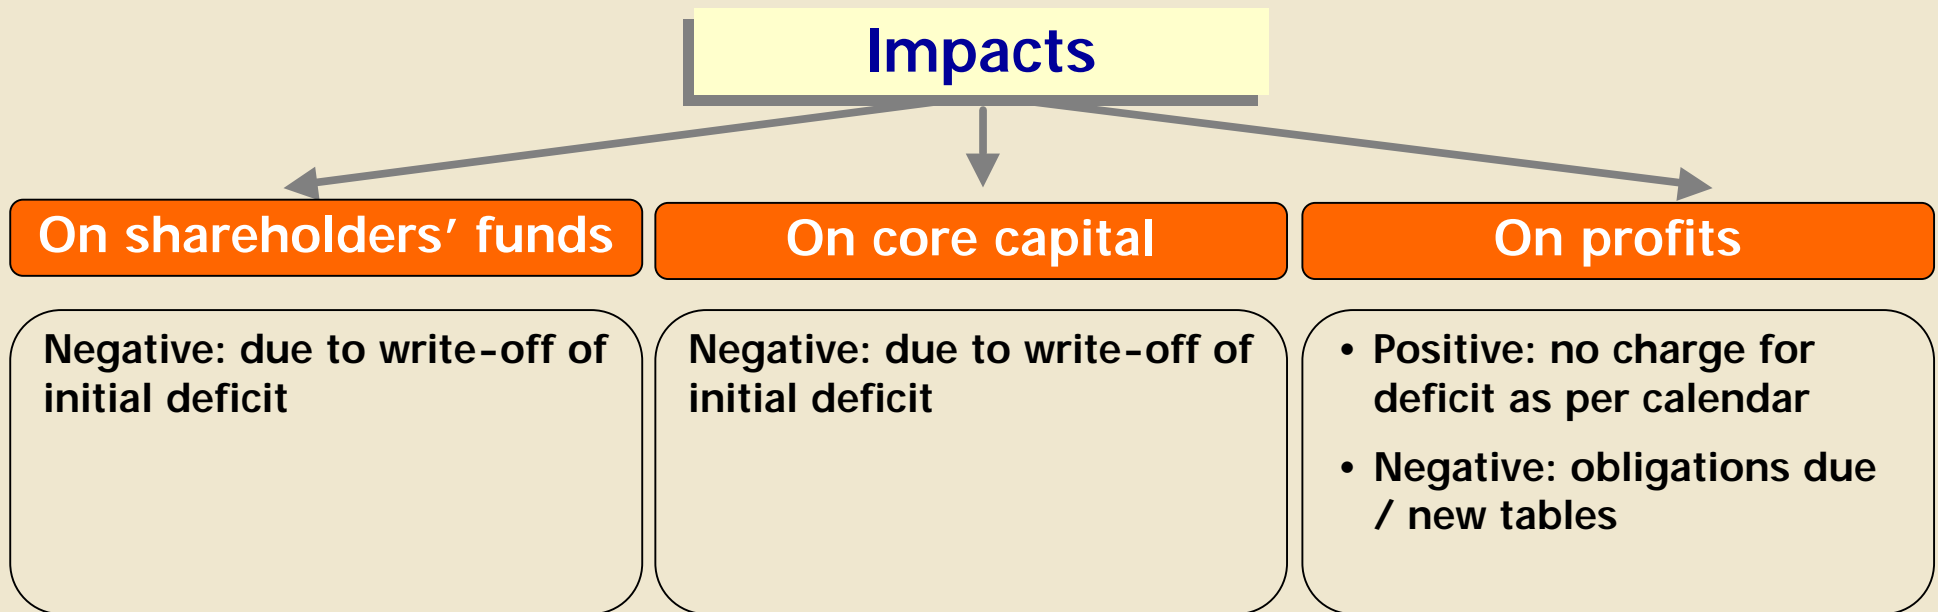 Impacts
On shareholders’ funds
Negative: due to write-off of
initial deficit
On core capital
Negative: due to write-off of
initial deficit
On profits
• Positive: no charge for
deficit as per calendar
• Negative: obligations due
/ new tables